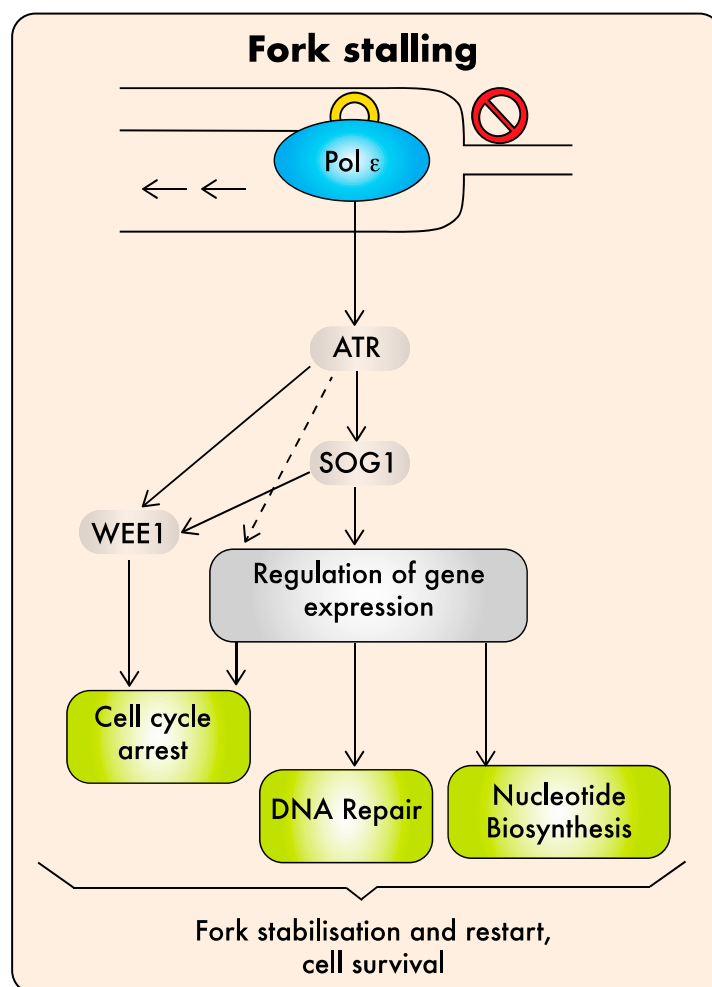 Fork stalling
Pol ε
ATR
SOG1
WEE1
Regulation of gene
expression
Cell cycle
arrest
DNA Repair
Nucleotide
Biosynthesis
Fork stabilisation and restart,
cell survival